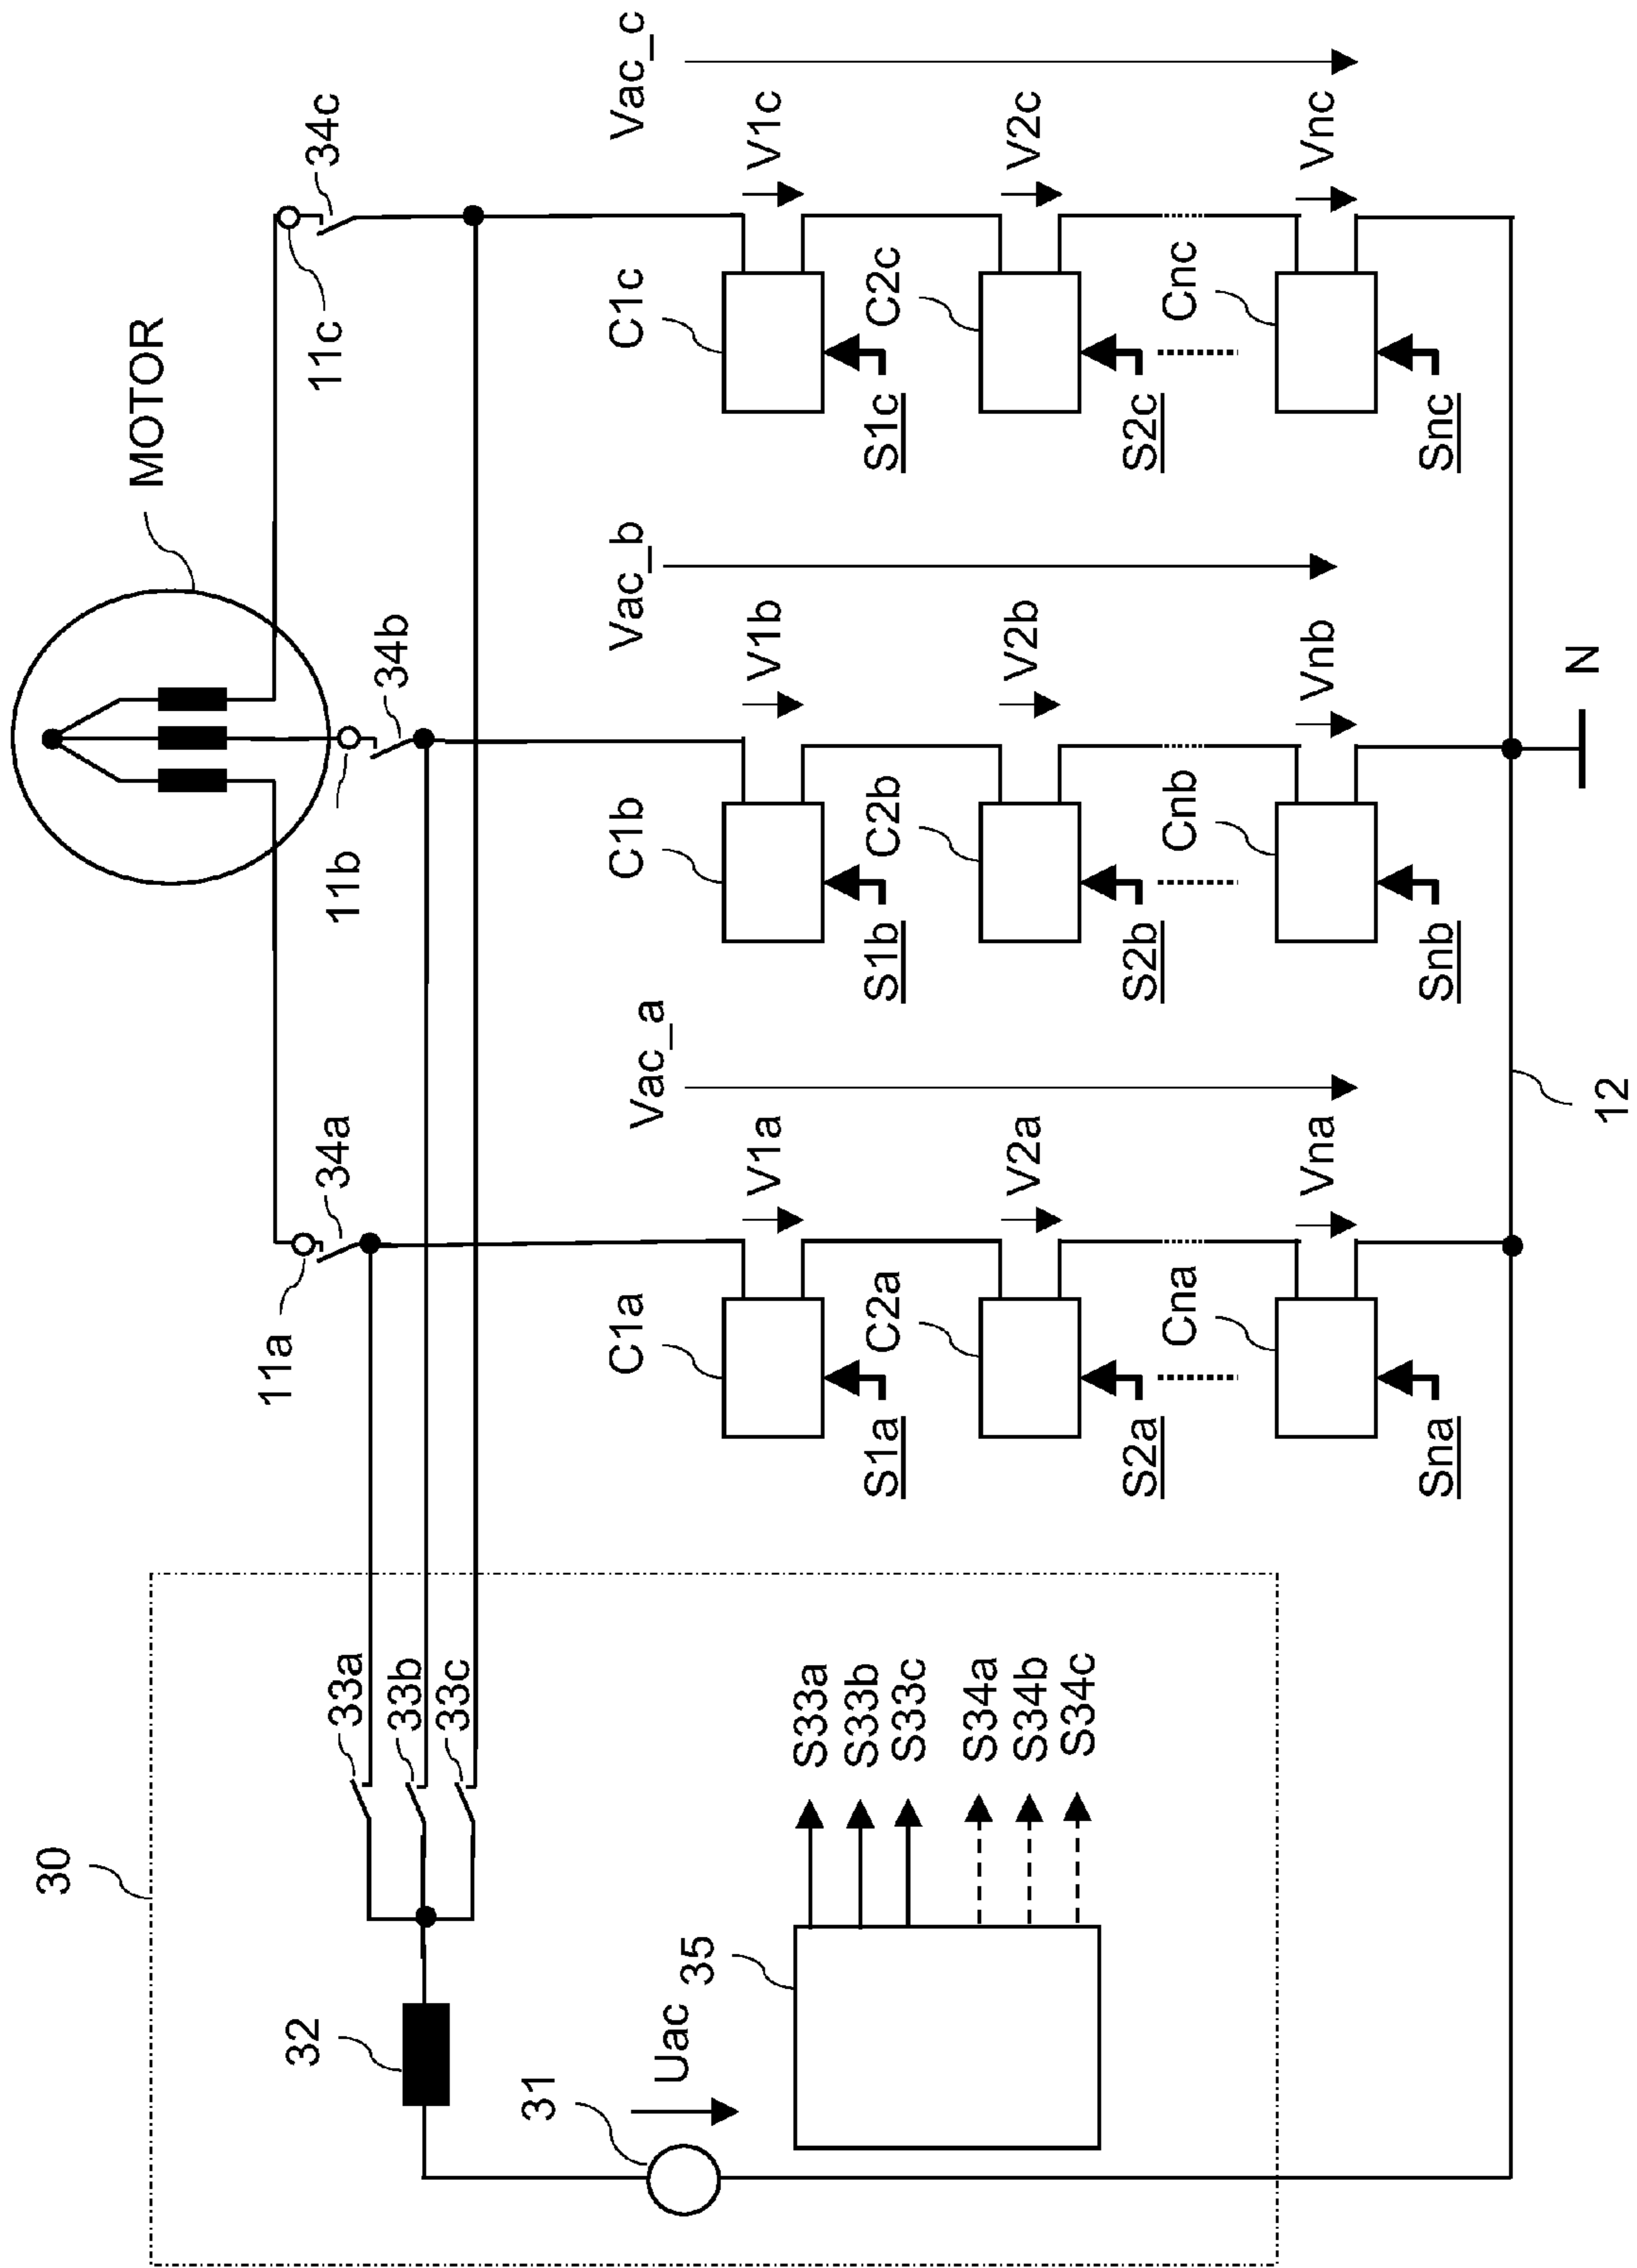 MOTOR
30
32
31
Uac
35
33a
33b
33c
S33a
S33b
S33c
S34a
S34b
S34c
11a
34a
11b
34b
11c
34c
Vac_a
Vac_b
Vac_c
C1a
V1a
S1a
C1b
V1b
S1b
C1c
V1c
S1c
C2a
V2a
S2a
C2b
V2b
S2b
C2c
V2c
S2c
Cna
Vna
Sna
Cnb
Vnb
Snb
Cnc
Vnc
Snc
12
N